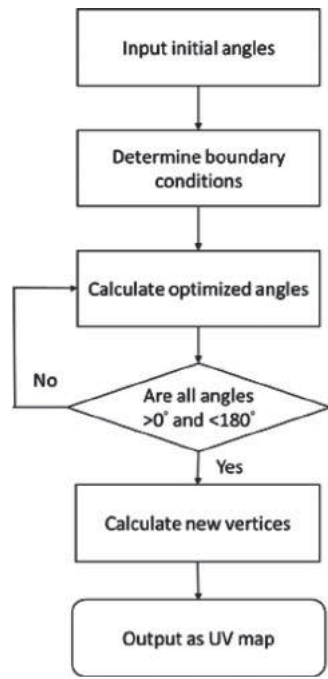 Input initial angles
Determine boundary
conditions
Calculate optimized angles
No
Are all angles
>0° and <180°
Yes
Calculate new vertices
Output as UV map